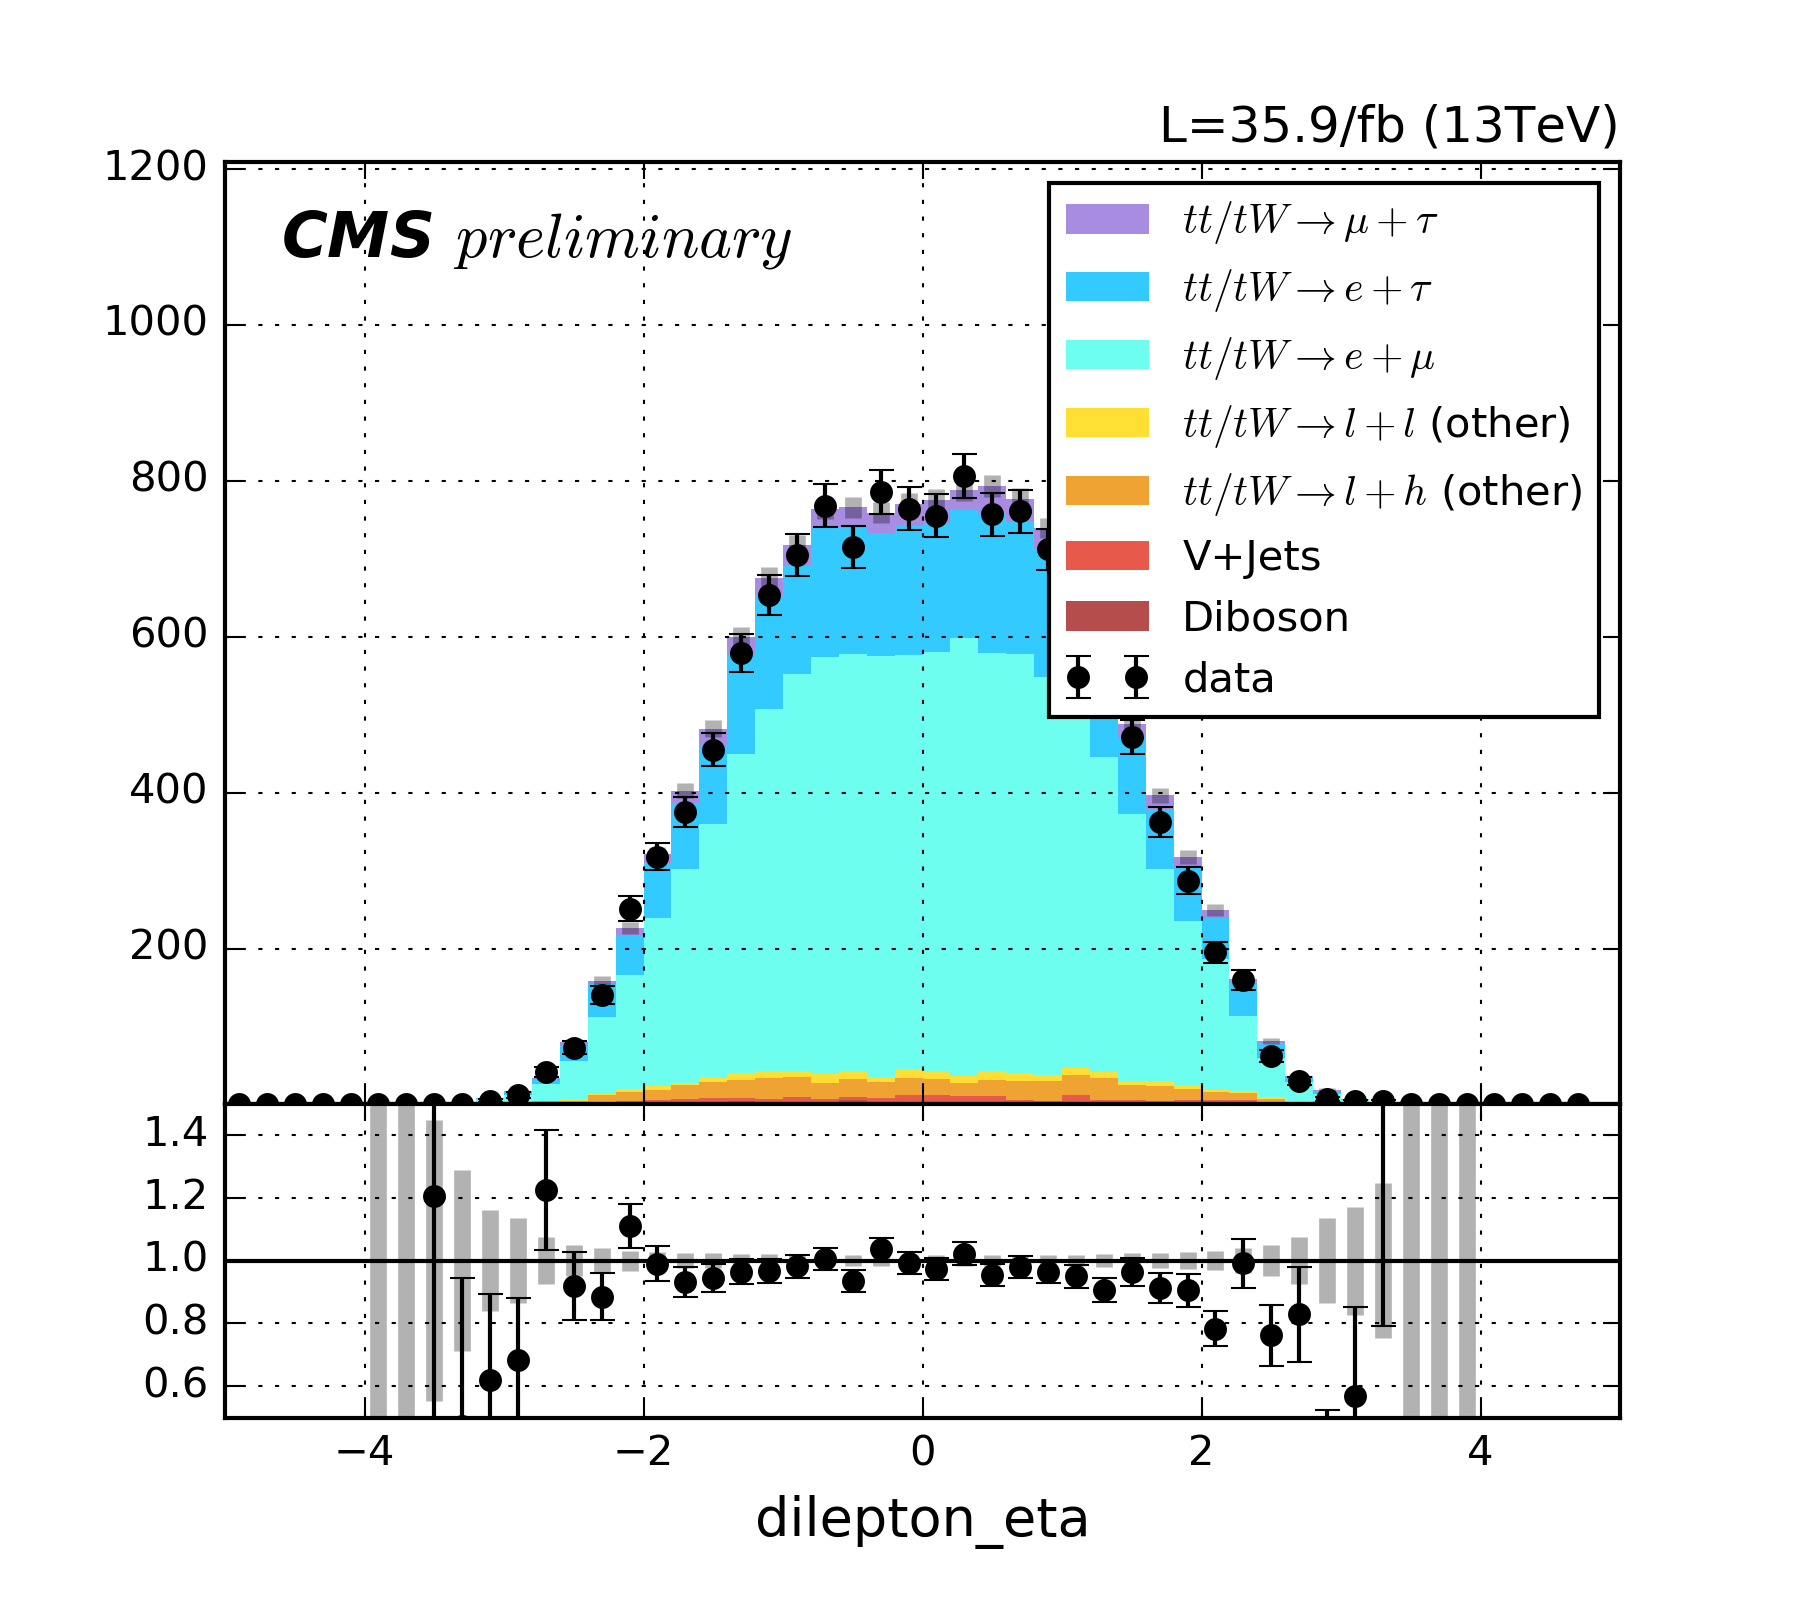 L=35.9/fb (13TeV)
1200
CMS preliminary
tt/tW→μ+τ
tt/tW→e+τ
tt/tW→e+μ
tt/tW→l+l (other)
tt/tW→l+h (other)
V+Jets
Diboson
data
1000
800
600
400
200
1.4
1.2
1.0
0.8
0.6
−4 −2 0 2 4
dilepton_eta